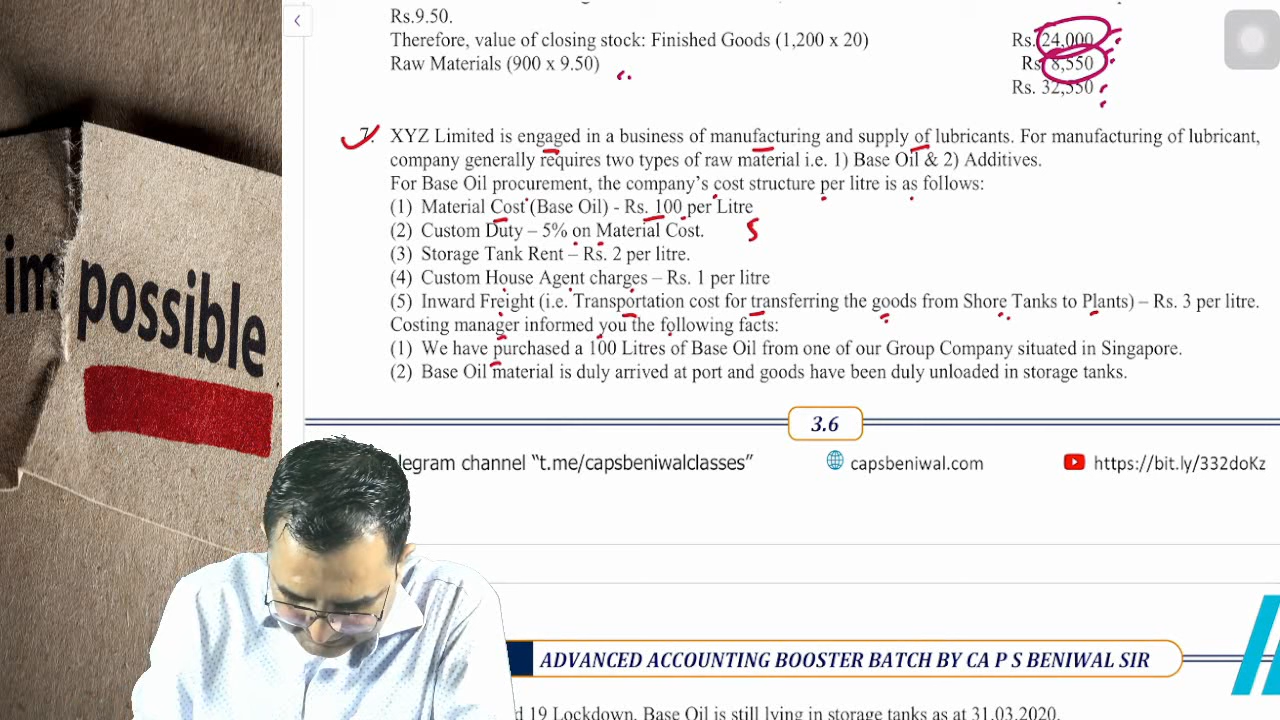 Rs.9.50.
Therefore, value of closing stock: Finished Goods (1,200 x 20) Rs. 24,000
Raw Materials (900 x 9.50) Rs. 8,550
Rs. 32,550
7. XYZ Limited is engaged in a business of manufacturing and supply of lubricants. For manufacturing of lubricant,
company generally requires two types of raw material i.e. 1) Base Oil & 2) Additives.
For Base Oil procurement, the company's cost structure per litre is as follows:
(1) Material Cost (Base Oil) - Rs. 100 per Litre
(2) Custom Duty – 5% on Material Cost. 5
(3) Storage Tank Rent – Rs. 2 per litre.
(4) Custom House Agent charges – Rs. 1 per litre
(5) Inward Freight (i.e. Transportation cost for transferring the goods from Shore Tanks to Plants) – Rs. 3 per litre.
Costing manager informed you the following facts:
(1) We have purchased a 100 Litres of Base Oil from one of our Group Company situated in Singapore.
(2) Base Oil material is duly arrived at port and goods have been duly unloaded in storage tanks.
impossible
3.6
legram channel "t.me/capsbeniwalclasses" capsbeniwal.com https://bit.ly/332doKz
ADVANCED ACCOUNTING BOOSTER BATCH BY CA P S BENIWAL SIR
d 19 Lockdown, Base Oil is still lying in storage tanks as at 31.03.2020.